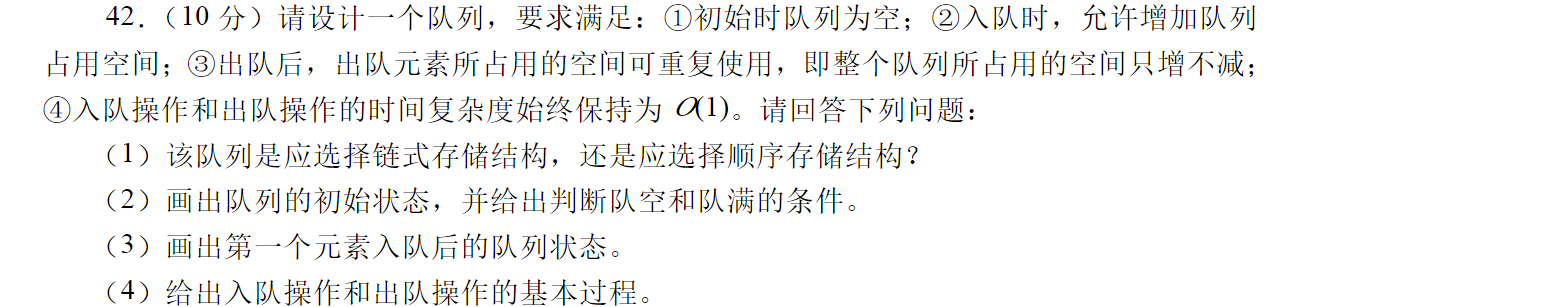 42．（10 分）请设计一个队列，要求满足：①初始时队列为空；②入队时，允许增加队列
占用空间；③出队后，出队元素所占用的空间可重复使用，即整个队列所占用的空间只增不减；
④入队操作和出队操作的时间复杂度始终保持为 O(1)。请回答下列问题：
（1）该队列是应选择链式存储结构，还是应选择顺序存储结构？
（2）画出队列的初始状态，并给出判断队空和队满的条件。
（3）画出第一个元素入队后的队列状态。
（4）给出入队操作和出队操作的基本过程。